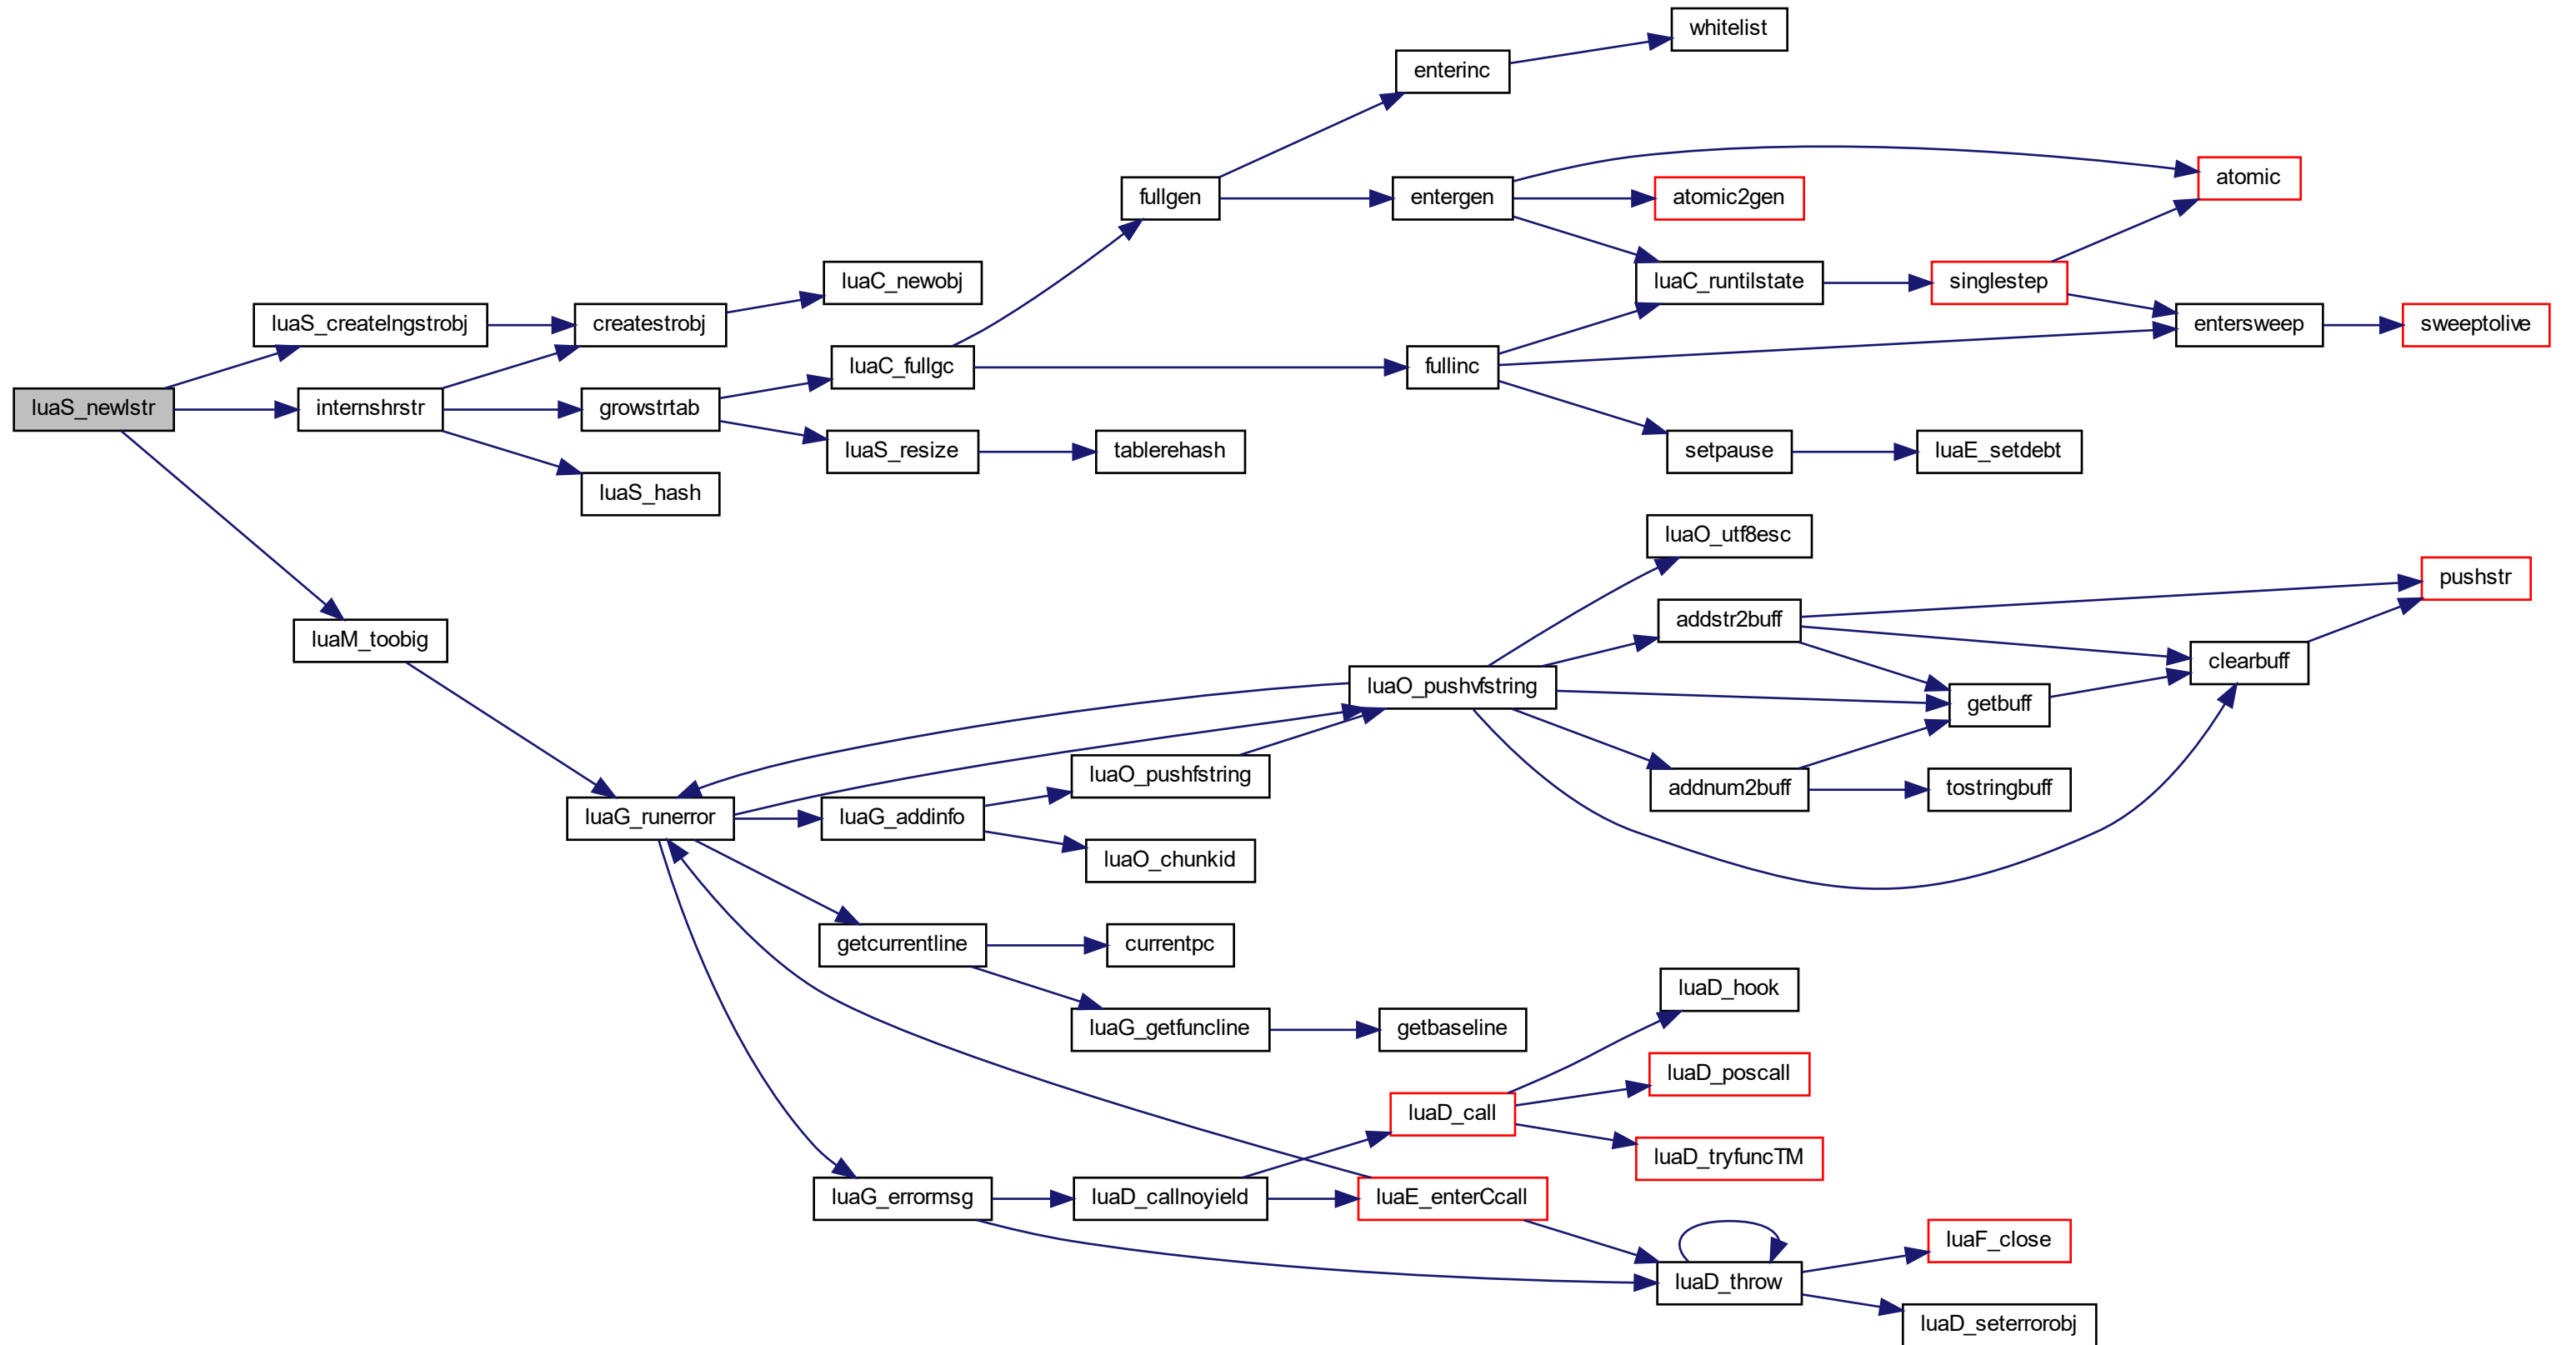 whitelist
enterinc
fullgen
entergen
atomic2gen
atomic
luaC_newobj
luaC_runtilstate
singlestep
luaS_createlngstrobj
createstrobj
entersweep
sweeptolive
luaC_fullgc
fullinc
luaS_newlstr
internshrstr
growstrtab
luaS_resize
tablerehash
setpause
luaE_setdebt
luaS_hash
luaO_utf8esc
pushstr
luaM_toobig
addstr2buff
clearbuff
luaO_pushvfstring
getbuff
luaO_pushfstring
addnum2buff
tostringbuff
luaG_runerror
luaG_addinfo
luaO_chunkid
getcurrentline
currentpc
luaD_hook
luaG_getfuncline
getbaseline
luaD_poscall
luaD_call
luaD_tryfuncTM
luaG_errormsg
luaD_callnoyield
luaE_enterCcall
luaF_close
luaD_throw
luaD_seterrorobj